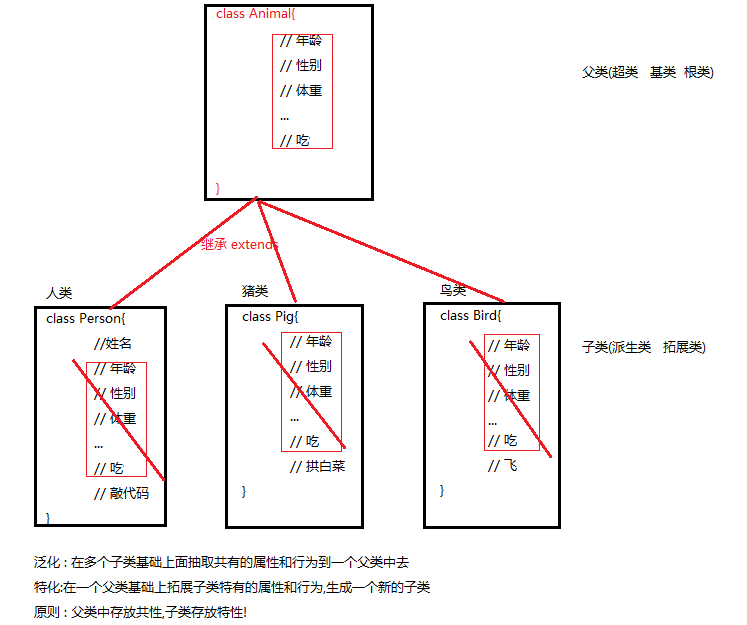 class Animal{
// 年龄
// 性别
// 体重
...
// 吃
}
父类(超类 基类 根类)
继承 extends
人类
class Person{
//姓名
// 年龄
// 性别
// 体重
...
// 吃
// 敲代码
}
猪类
class Pig{
// 年龄
// 性别
// 体重
...
// 吃
// 拱白菜
}
鸟类
class Bird{
// 年龄
// 性别
// 体重
...
// 吃
// 飞
}
子类(派生类 拓展类)
泛化 : 在多个子类基础上面抽取共有的属性和行为到一个父类中去
特化:在一个父类基础上拓展子类特有的属性和行为,生成一个新的子类
原则 : 父类中存放共性,子类存放特性!